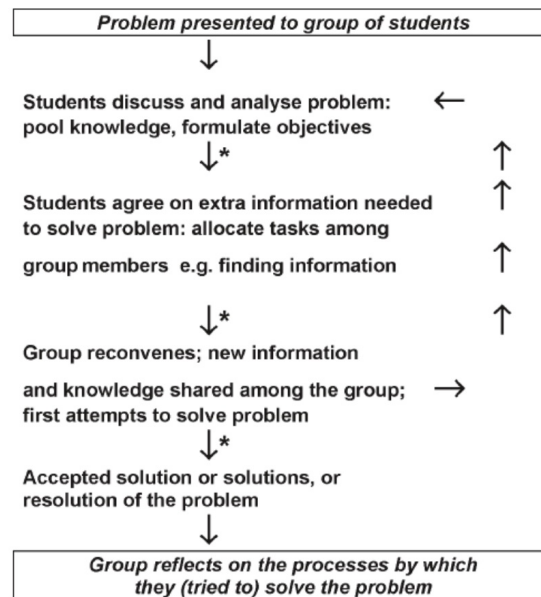 Problem presented to group of students
↓
Students discuss and analyse problem: ←
pool knowledge, formulate objectives
↓* ↑
Students agree on extra information needed ↑
to solve problem: allocate tasks among
group members e.g. finding information ↑
↓* ↑
Group reconvenes; new information
and knowledge shared among the group; →
first attempts to solve problem
↓*
Accepted solution or solutions, or
resolution of the problem
↓
Group reflects on the processes by which
they (tried to) solve the problem